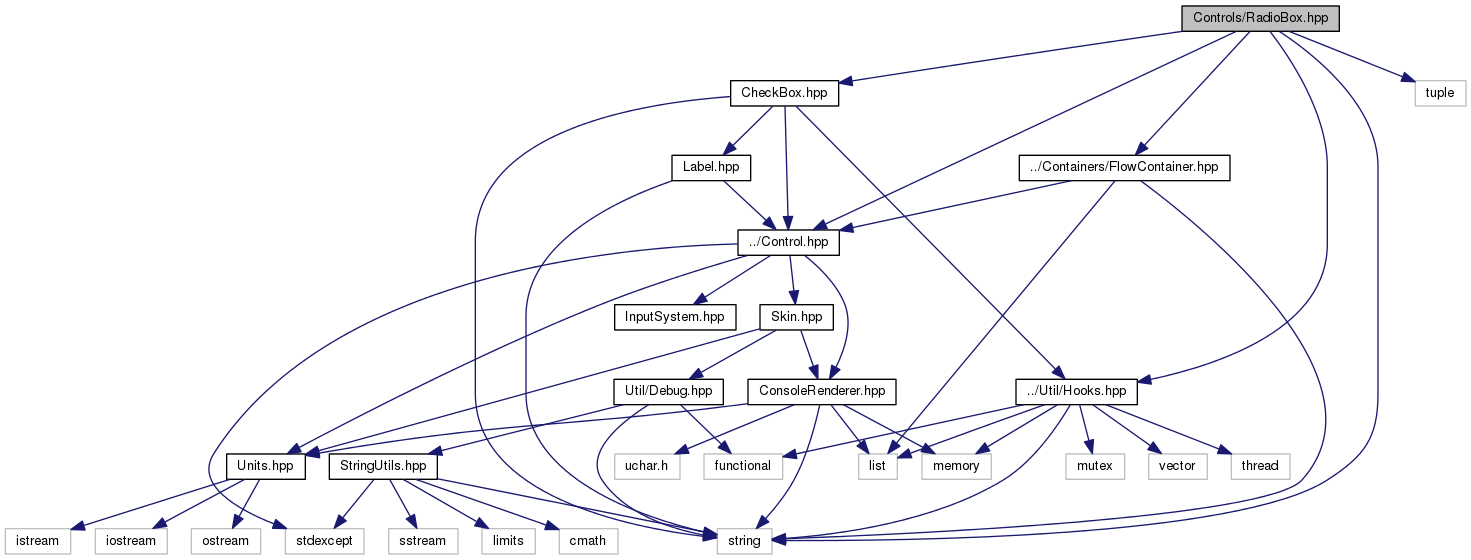 Controls/RadioBox.hpp
CheckBox.hpp
tuple
Label.hpp
../Containers/FlowContainer.hpp
../Control.hpp
InputSystem.hpp
Skin.hpp
Util/Debug.hpp
ConsoleRenderer.hpp
../Util/Hooks.hpp
Units.hpp
StringUtils.hpp
uchar.h
functional
list
memory
mutex
vector
thread
istream
iostream
ostream
stdexcept
sstream
limits
cmath
string